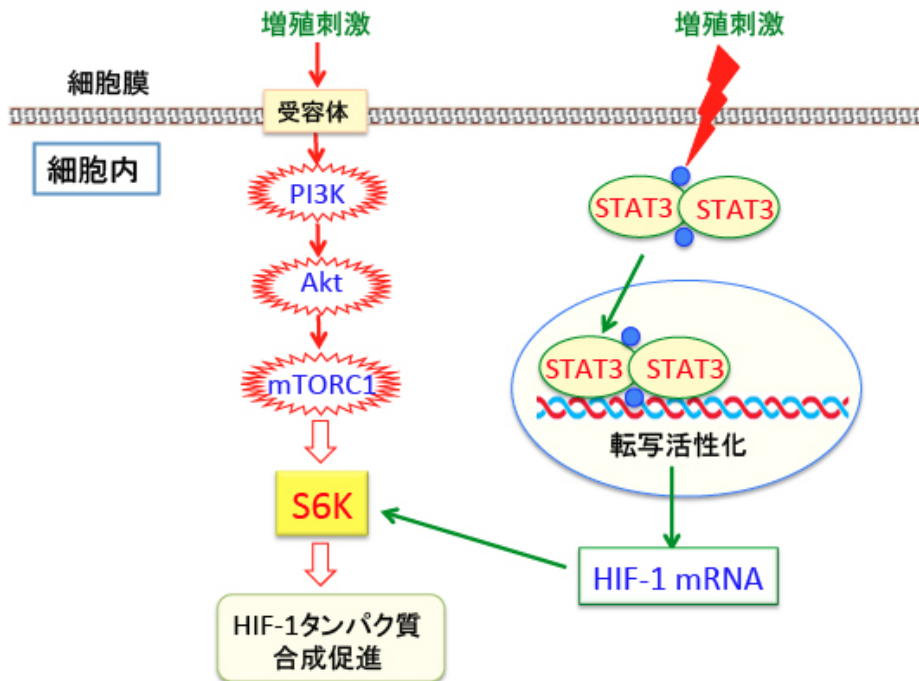 増殖刺激
増殖刺激
細胞膜
受容体
細胞内
PI3K
STAT3
STAT3
Akt
STAT3
STAT3
mTORC1
転写活性化
S6K
HIF-1 mRNA
HIF-1タンパク質
合成促進